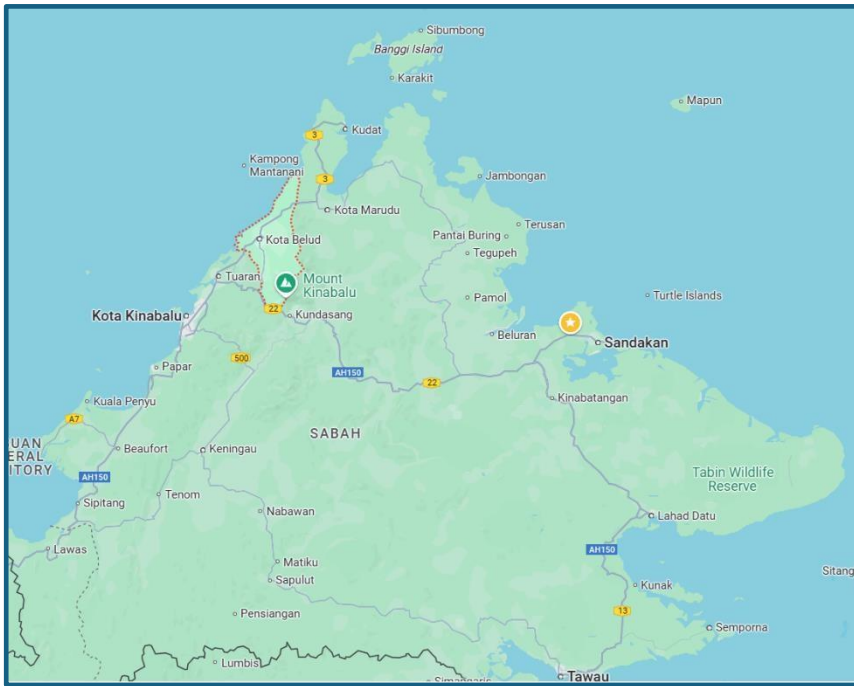 Sibumbong
Banggi Island
Karakit
Mapun
3
Kudat
Kampong
Mantanani
3
Jambongan
Kota Marudu
Terusan
Pantai Buring
Kota Belud
Tegupeh
Tuaran
Mount
Kinabalu
Pamol
Turtle Islands
Kota Kinabalu
22
Kundasang
Beluran
Sandakan
500
Papar
AH150
22
Kinabatangan
Kuala Penyu
A7
SABAH
UAN
ERAL
ITORY
Beaufort
Keningau
Tabin Wildlife
Reserve
AH150
Sipitang
Tenom
Nabawan
Lahad Datu
Lawas
AH150
Matiku
Sitang
Sapulut
Kunak
Pensiangan
13
Semporna
Lumbis
Tawau